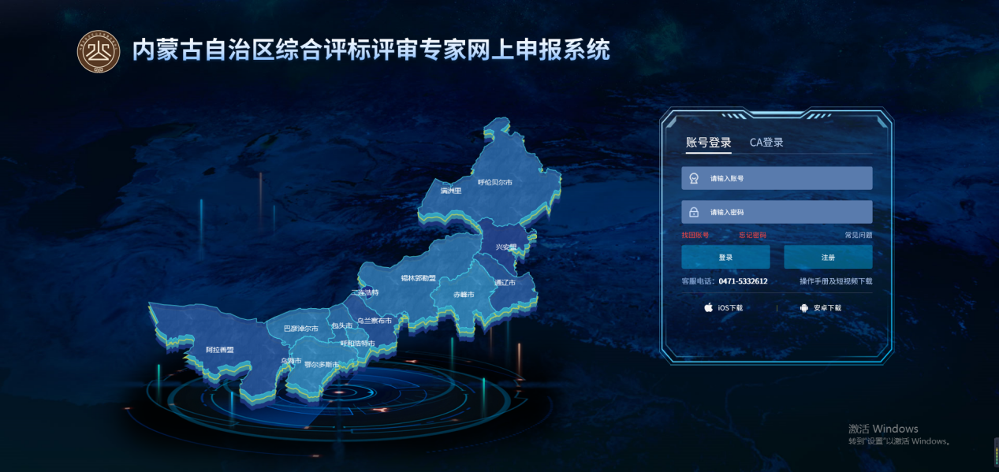 内蒙古自治区综合评标评审专家网上申报系统
账号登录 CA登录
请输入账号
请输入密码
找回账号 忘记密码 常见问题
登录 注册
客服电话：0471-5332612 操作手册及短视频下载
iOS下载 | 安卓下载
呼伦贝尔市
满洲里
兴安盟
锡林郭勒盟
通辽市
二连浩特
赤峰市
乌兰察布市
包头市
巴彦淖尔市
呼和浩特市
阿拉善盟
乌海市
鄂尔多斯市
激活 Windows
转到"设置"以激活 Windows。